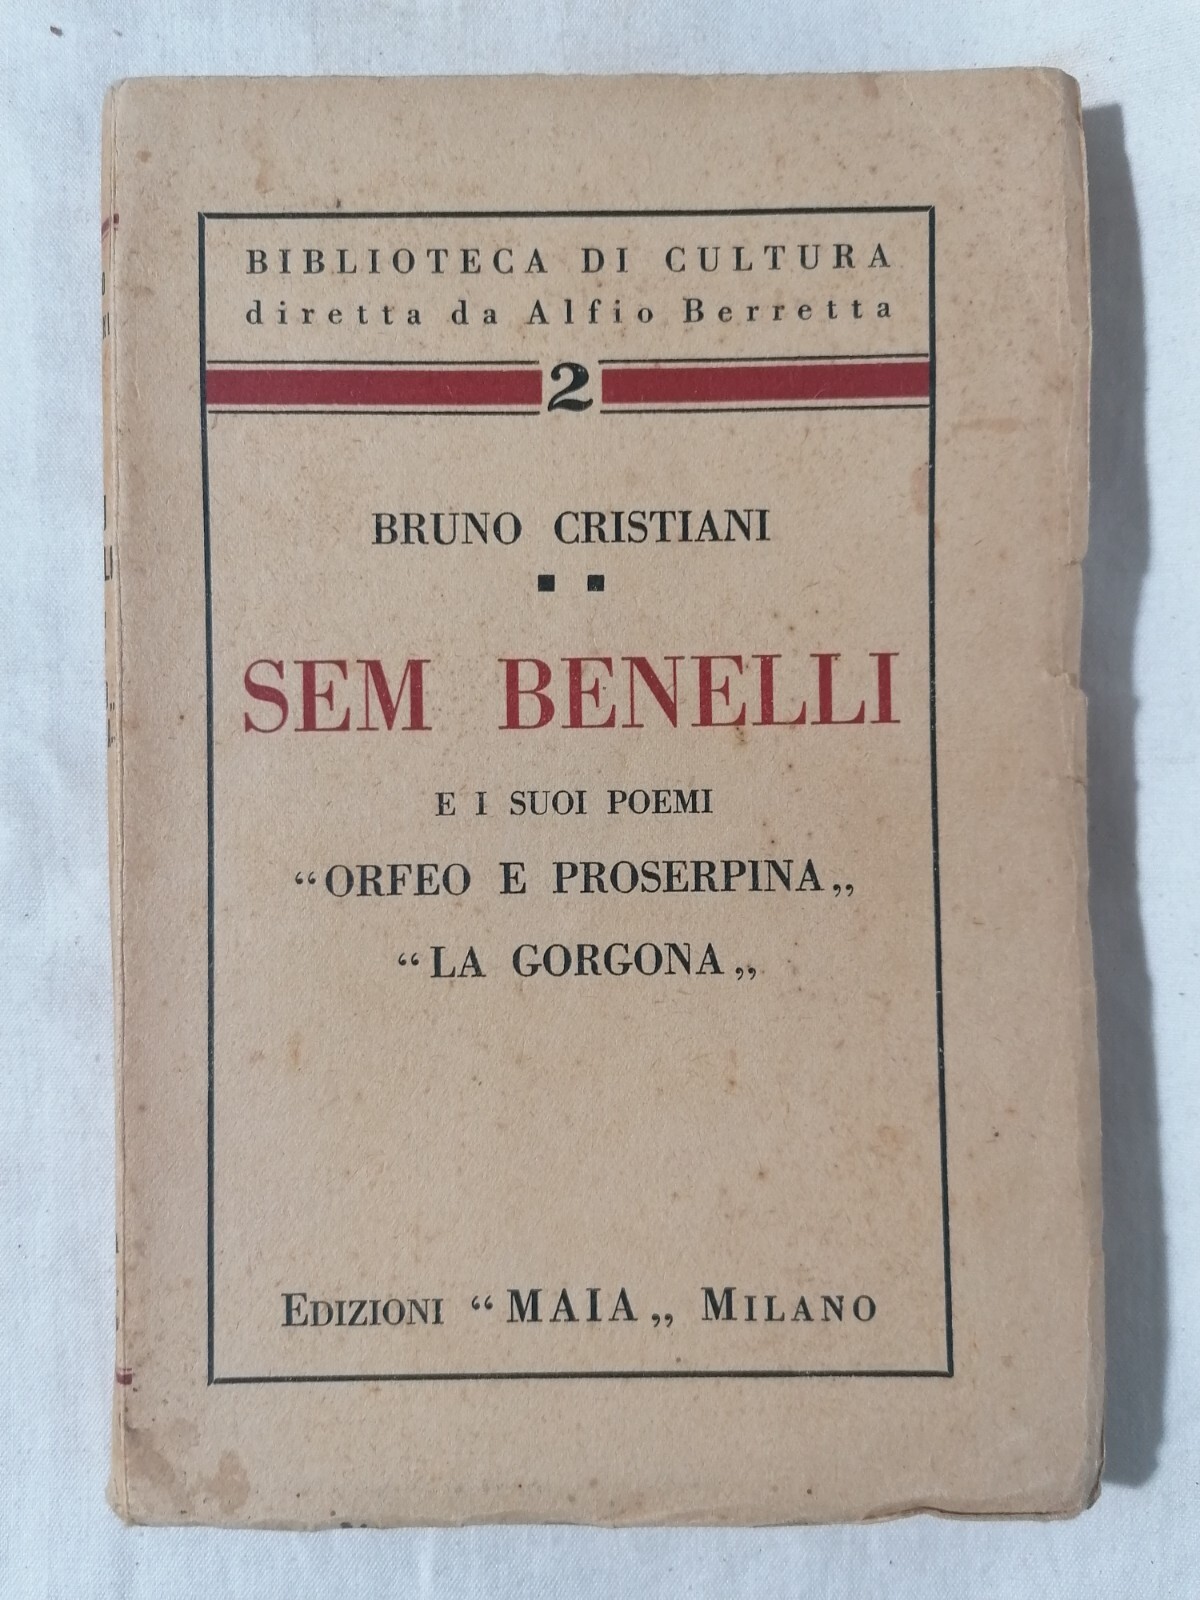 BIBLIOTECA DI CULTURA
diretta da Alfio Berretta
2
BRUNO CRISTIANI
SEM BENELLI
E I SUOI POEMI
“ORFEO E PROSERPINA„
“LA GORGONA„
EDIZIONI “MAIA„ MILANO